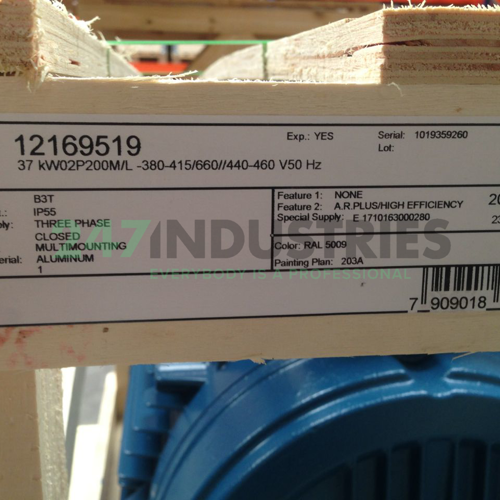 12169519
Exp.: YES
Serial: 1019359260
Lot:
37 kW02P200M/L -380-415/660//440-460 V50 Hz
B3T
IP55
THREE PHASE
CLOSED
MULTIMOUNTING
ALUMINUM
1
Feature 1: NONE
Feature 2: A.R.PLUS/HIGH EFFICIENCY
Special Supply: E 1710163000280
Color: RAL 5009
Painting Plan: 203A
247INDUSTRIES
EVERYBODY IS A PRIORITY
7 909018